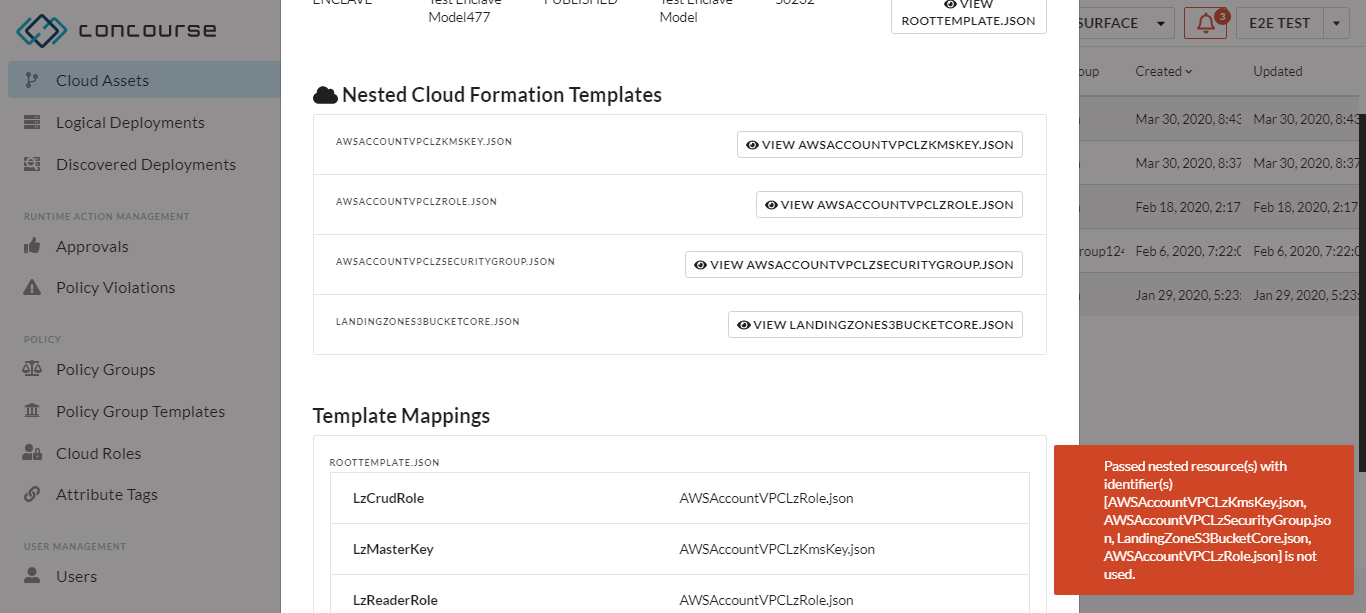 concourse
Cloud Assets
Logical Deployments
Discovered Deployments
RUNTIME ACTION MANAGEMENT
Approvals
Policy Violations
POLICY
Policy Groups
Policy Group Templates
Cloud Roles
Attribute Tags
USER MANAGEMENT
Users
ENCLAVE
Test Enclave
Model477
PUBLISHED
Test Enclave
Model
50232
VIEW
ROOTTEMPLATE.JSON
Nested Cloud Formation Templates
AWSACCOUNTVPCLZKMSKEY.JSON
VIEW AWSACCOUNTVPCLZKMSKEY.JSON
AWSACCOUNTVPCLZROLE.JSON
VIEW AWSACCOUNTVPCLZROLE.JSON
AWSACCOUNTVPCLZSECURITYGROUP.JSON
VIEW AWSACCOUNTVPCLZSECURITYGROUP.JSON
LANDINGZONES3BUCKETCORE.JSON
VIEW LANDINGZONES3BUCKETCORE.JSON
Template Mappings
ROOTTEMPLATE.JSON
LzCrudRole AWSAccountVPCLzRole.json
LzMasterKey AWSAccountVPCLzKmsKey.json
LzReaderRole AWSAccountVPCLzRole.json
SURFACE
3
E2E TEST
oup Created Updated
Mar 30, 2020, 8:43 Mar 30, 2020, 8:43
Mar 30, 2020, 8:37 Mar 30, 2020, 8:37
Feb 18, 2020, 2:17 Feb 18, 2020, 2:17
roup124 Feb 6, 2020, 7:22:0 Feb 6, 2020, 7:22:0
Jan 29, 2020, 5:23: Jan 29, 2020, 5:23:
Passed nested resource(s) with
identifier(s)
[AWSAccountVPCLzKmsKey.json,
AWSAccountVPCLzSecurityGroup.jso
n, LandingZoneS3BucketCore.json,
AWSAccountVPCLzRole.json] is not
used.